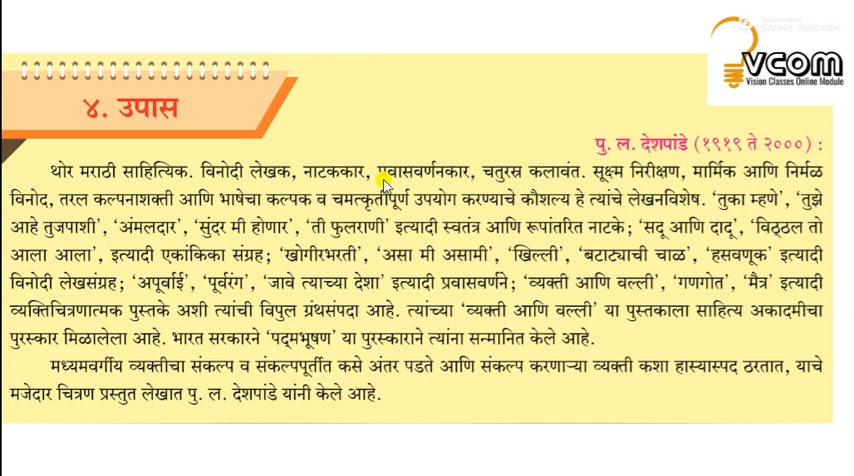 vcom
Vision Classes Online Module
४. उपास
पु. ल. देशपांडे (१९१९ ते २०००) :
थोर मराठी साहित्यिक. विनोदी लेखक, नाटककार, प्रवासवर्णनकार, चतुरस्र कलावंत. सूक्ष्म निरीक्षण, मार्मिक आणि निर्मळ
विनोद, तरल कल्पनाशक्ती आणि भाषेचा कल्पक व चमत्कृतीपूर्ण उपयोग करण्याचे कौशल्य हे त्यांचे लेखनविशेष. ‘तुका म्हणे’, ‘तुझे
आहे तुजपाशी’, ‘अंमलदार’, ‘सुंदर मी होणार’, ‘ती फुलराणी’ इत्यादी स्वतंत्र आणि रूपांतरित नाटके; ‘सदू आणि दादू’, ‘विठ्ठल तो
आला आला’, इत्यादी एकांकिका संग्रह; ‘खोगीरभरती’, ‘असा मी असामी’, ‘खिल्ली’, ‘बटाट्याची चाळ’, ‘हसवणूक’ इत्यादी
विनोदी लेखसंग्रह; ‘अपूर्वाई’, ‘पूर्वरंग’, ‘जावे त्याच्या देशा’ इत्यादी प्रवासवर्णने; ‘व्यक्ती आणि वल्ली’, ‘गणगोत’, ‘मैत्र’ इत्यादी
व्यक्तिचित्रणात्मक पुस्तके अशी त्यांची विपुल ग्रंथसंपदा आहे. त्यांच्या ‘व्यक्ती आणि वल्ली’ या पुस्तकाला साहित्य अकादमीचा
पुरस्कार मिळालेला आहे. भारत सरकारने ‘पद्मभूषण’ या पुरस्काराने त्यांना सन्मानित केले आहे.
मध्यमवर्गीय व्यक्तीचा संकल्प व संकल्पपूर्तीत कसे अंतर पडते आणि संकल्प करणाऱ्या व्यक्ती कशा हास्यास्पद ठरतात, याचे
मजेदार चित्रण प्रस्तुत लेखात पु. ल. देशपांडे यांनी केले आहे.